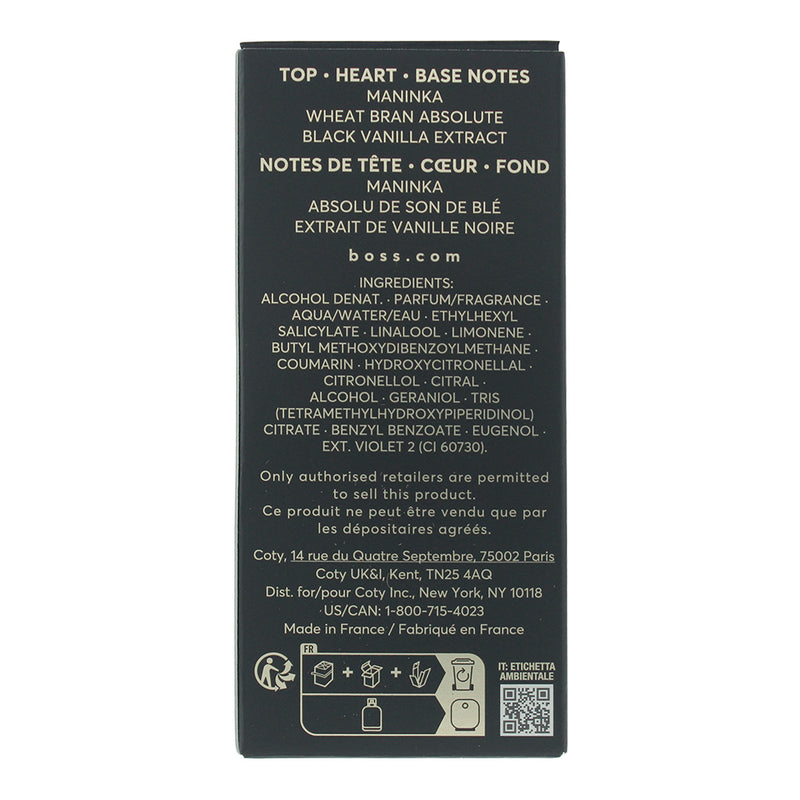 TOP • HEART • BASE NOTES
MANINKA
WHEAT BRAN ABSOLUTE
BLACK VANILLA EXTRACT
NOTES DE TÊTE • CŒUR • FOND
MANINKA
ABSOLU DE SON DE BLÉ
EXTRAIT DE VANILLE NOIRE
boss.com
INGREDIENTS:
ALCOHOL DENAT. · PARFUM/FRAGRANCE ·
AQUA/WATER/EAU · ETHYLHEXYL
SALICYLATE · LINALOOL · LIMONENE ·
BUTYL METHOXYDIBENZOYLMETHANE ·
COUMARIN · HYDROXYCITRONELLAL ·
CITRONELLOL · CITRAL ·
ALCOHOL · GERANIOL · TRIS
(TETRAMETHYLHYDROXYPIPERIDINOL)
CITRATE · BENZYL BENZOATE · EUGENOL ·
EXT. VIOLET 2 (CI 60730).
Only authorised retailers are permitted
to sell this product.
Ce produit ne peut être vendu que par
les dépositaires agréés.
Coty, 14 rue du Quatre Septembre, 75002 Paris
Coty UK&I, Kent, TN25 4AQ
Dist. for/pour Coty Inc., New York, NY 10118
US/CAN: 1-800-715-4023
Made in France / Fabriqué en France
FR
IT: ETICHETTA
AMBIENTALE